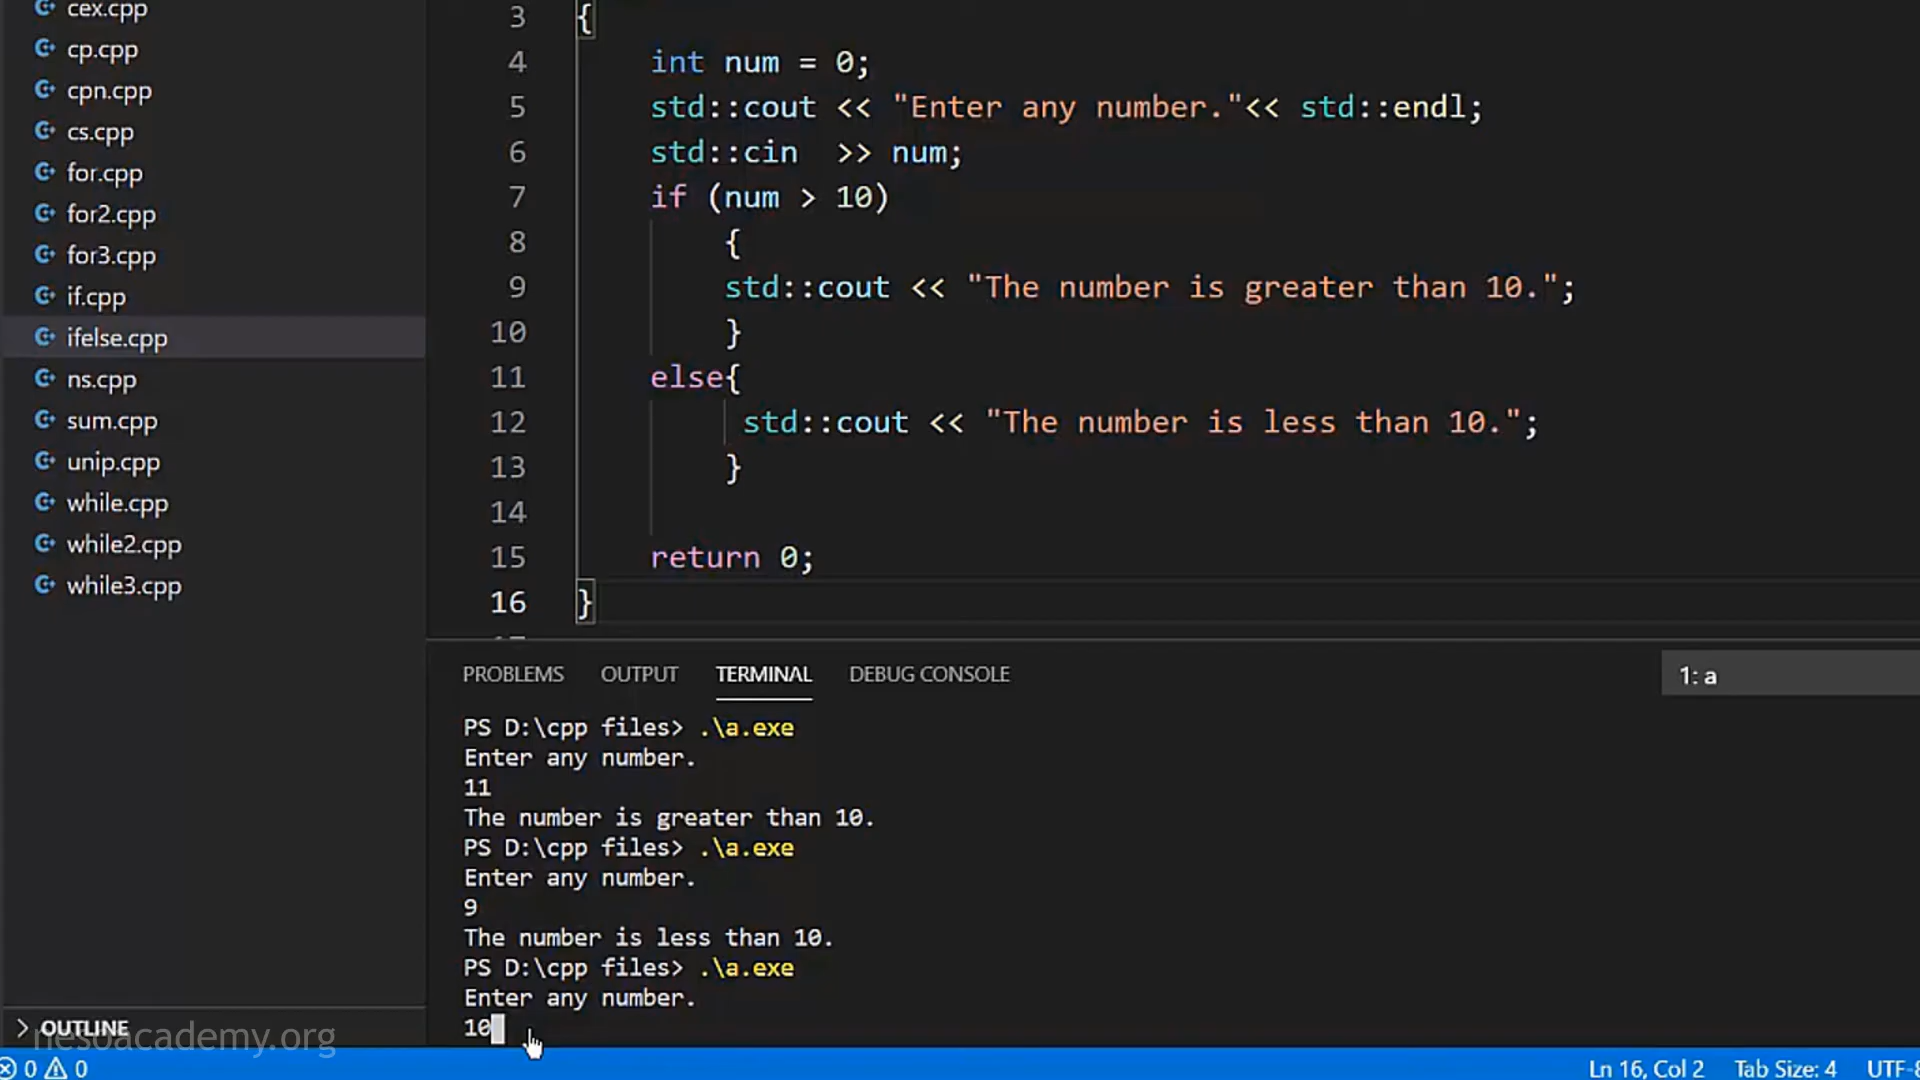 cex.cpp
cp.cpp
cpn.cpp
cs.cpp
for.cpp
for2.cpp
for3.cpp
if.cpp
ifelse.cpp
ns.cpp
sum.cpp
unip.cpp
while.cpp
while2.cpp
while3.cpp
OUTLINE
nesoacademy.org
3 {
4 int num = 0;
5 std::cout << "Enter any number."<< std::endl;
6 std::cin  >> num;
7 if (num > 10)
8 {
9 std::cout << "The number is greater than 10.";
10 }
11 else{
12 std::cout << "The number is less than 10.";
13 }
14
15 return 0;
16 }
PROBLEMS OUTPUT TERMINAL DEBUG CONSOLE 1: a
PS D:\cpp files> .\a.exe
Enter any number.
11
The number is greater than 10.
PS D:\cpp files> .\a.exe
Enter any number.
9
The number is less than 10.
PS D:\cpp files> .\a.exe
Enter any number.
10
0 0 Ln 16, Col 2 Tab Size: 4